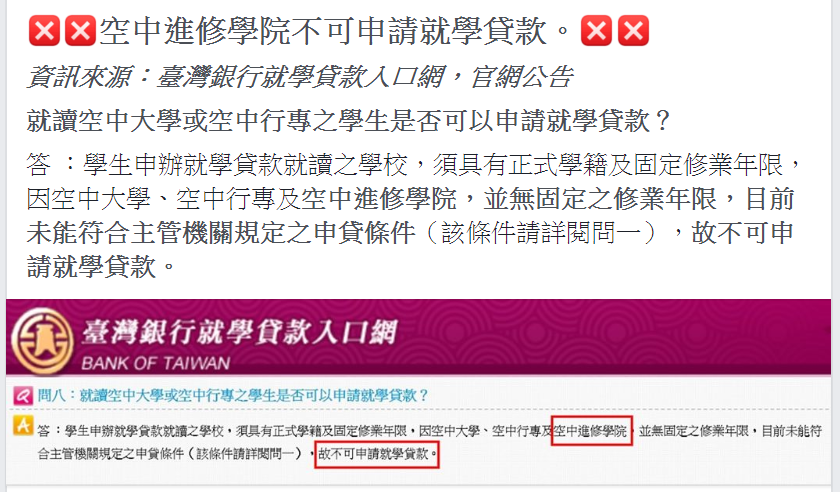 ❌❌空中進修學院不可申請就學貸款。❌❌
資訊來源：臺灣銀行就學貸款入口網，官網公告
就讀空中大學或空中行專之學生是否可以申請就學貸款？
答 ：學生申辦就學貸款就讀之學校，須具有正式學籍及固定修業年限，
因空中大學、空中行專及空中進修學院，並無固定之修業年限，目前
未能符合主管機關規定之申貸條件（該條件請詳閱問一），故不可申
請就學貸款。
臺灣銀行就學貸款入口網
BANK OF TAIWAN
Q 問八：就讀空中大學或空中行專之學生是否可以申請就學貸款？
A 答：學生申辦就學貸款就讀之學校，須具有正式學籍及固定修業年限，因空中大學、空中行專及空中進修學院，並無固定之修業年限，目前未能符
合主管機關規定之申貸條件（該條件請詳閱問一），故不可申請就學貸款。